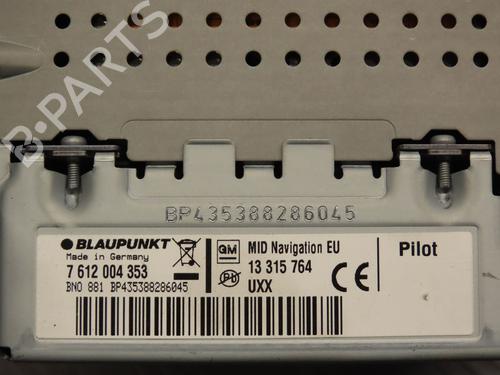 B-PARTS
BP435388286045
BLAUPUNKT
Made in Germany
7 612 004 353
BNO 881 BP435388286045
GM
MID Navigation EU
13 315 764
Pb
UXX
CE
Pilot